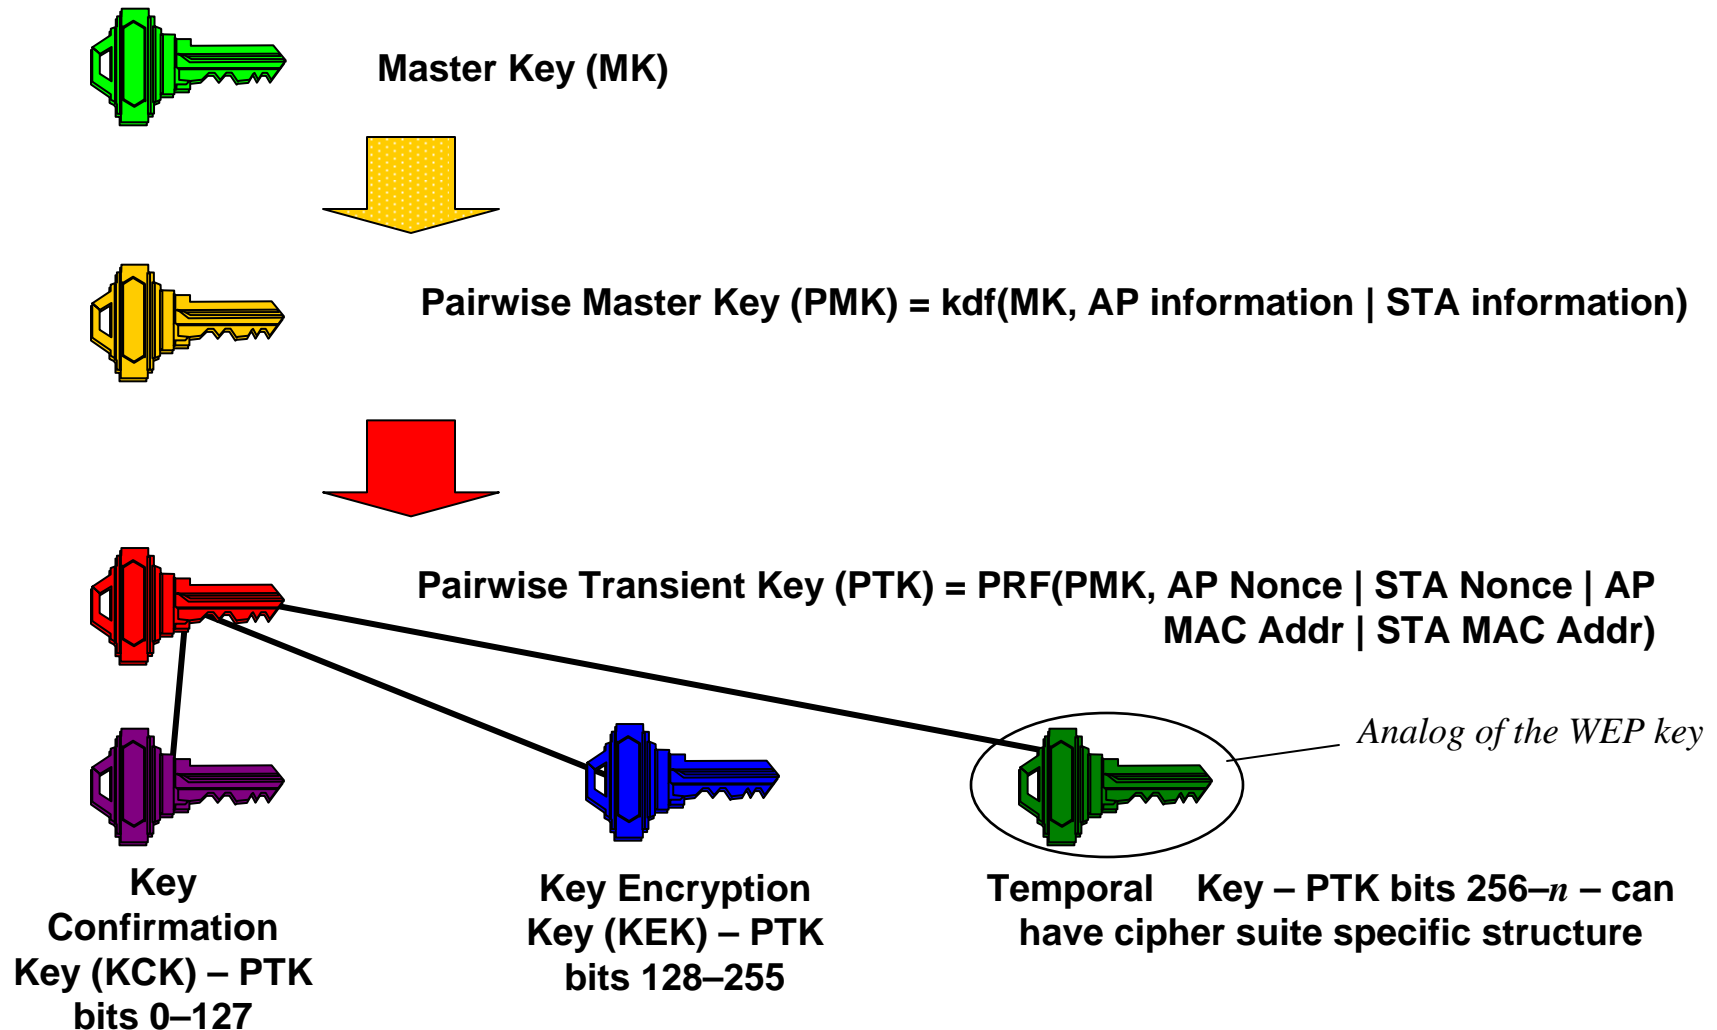 Master Key (MK)
Pairwise Master Key (PMK) = kdf(MK, AP information | STA information)
Pairwise Transient Key (PTK) = PRF(PMK, AP Nonce | STA Nonce | AP
MAC Addr | STA MAC Addr)
Analog of the WEP key
Key
Confirmation
Key (KCK) – PTK
bits 0–127
Key Encryption
Key (KEK) – PTK
bits 128–255
Temporal Key – PTK bits 256–n – can
have cipher suite specific structure